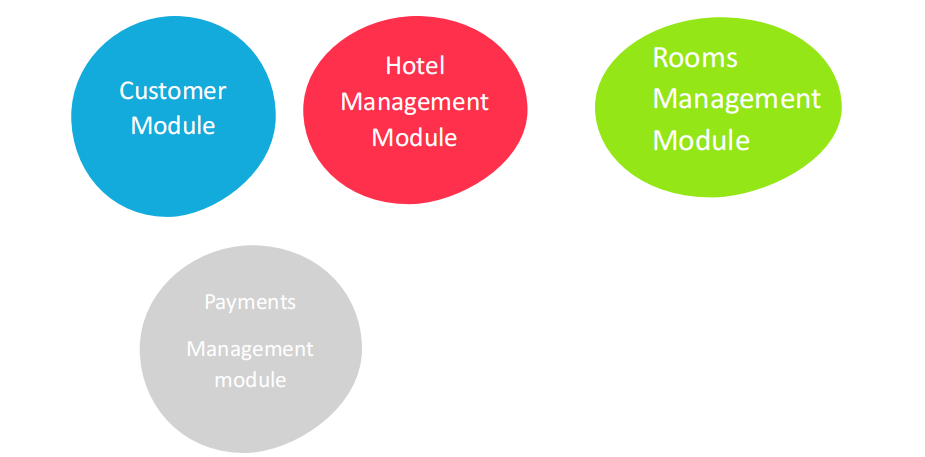 Customer
Module
Hotel
Management
Module
Rooms
Management
Module
Payments
Management
module